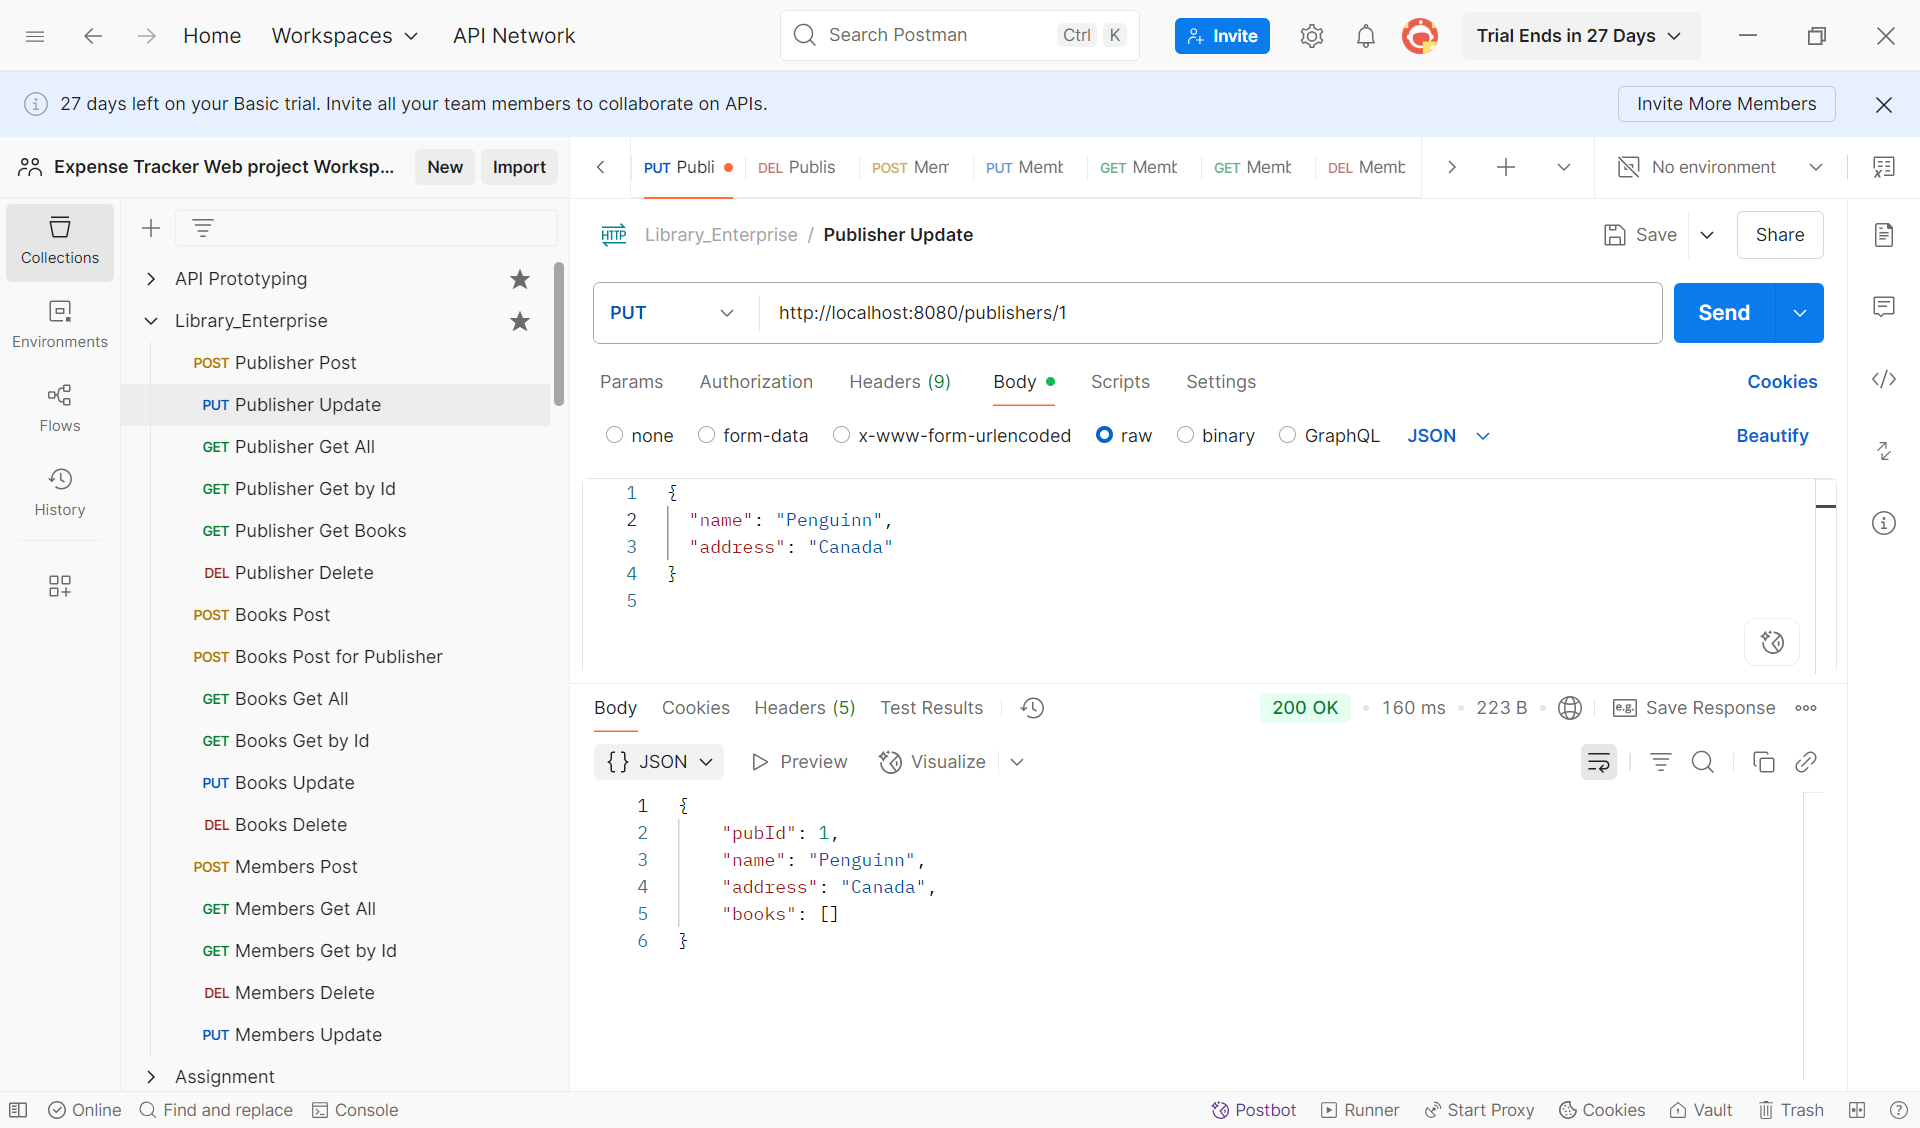 Home
Workspaces
API Network
Search Postman
Ctrl
K
Invite
Trial Ends in 27 Days
27 days left on your Basic trial. Invite all your team members to collaborate on APIs.
Invite More Members
Expense Tracker Web project Worksp...
New
Import
PUT Publi
DEL Publis
POST Mem
PUT Memb
GET Memb
GET Memb
DEL Memb
No environment
Collections
Environments
Flows
History
API Prototyping
Library_Enterprise
POST Publisher Post
PUT Publisher Update
GET Publisher Get All
GET Publisher Get by Id
GET Publisher Get Books
DEL Publisher Delete
POST Books Post
POST Books Post for Publisher
GET Books Get All
GET Books Get by Id
PUT Books Update
DEL Books Delete
POST Members Post
GET Members Get All
GET Members Get by Id
DEL Members Delete
PUT Members Update
Assignment
HTTP
Library_Enterprise / Publisher Update
Save
Share
PUT
http://localhost:8080/publishers/1
Send
Params
Authorization
Headers (9)
Body
Scripts
Settings
Cookies
none
form-data
x-www-form-urlencoded
raw
binary
GraphQL
JSON
Beautify
1 {
2 "name": "Penguinn",
3 "address": "Canada"
4 }
5
Body
Cookies
Headers (5)
Test Results
200 OK
160 ms
223 B
e.g.
Save Response
{} JSON
Preview
Visualize
1 {
2 "pubId": 1,
3 "name": "Penguinn",
4 "address": "Canada",
5 "books": []
6 }
Online
Find and replace
Console
Postbot
Runner
Start Proxy
Cookies
Vault
Trash